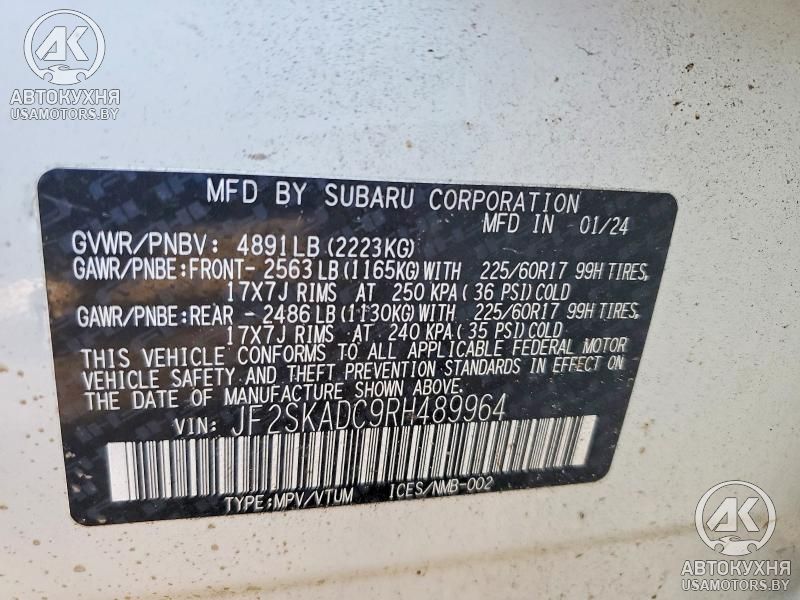 AK
АВТОКУХНЯ
USAMOTORS.BY
MFD BY SUBARU CORPORATION
MFD IN 01/24
GVWR/PNBV: 4891LB(2223KG)
GAWR/PNBE:FRONT- 2563LB(1165KG)WITH 225/60R17 99H TIRES,
17X7J RIMS AT 250 KPA( 36 PSI)COLD
GAWR/PNBE:REAR - 2486LB(1130KG)WITH 225/60R17 99H TIRES,
17X7J RIMS AT 240 KPA( 35 PSI)COLD
THIS VEHICLE CONFORMS TO ALL APPLICABLE FEDERAL MOTOR
VEHICLE SAFETY AND THEFT PREVENTION STANDARDS IN EFFECT ON
THE DATE OF MANUFACTURE SHOWN ABOVE.
VIN: JF2SKADC9RH489964
TYPE:MPV/VTUM ICES/NMB-002
AK
АВТОКУХНЯ
USAMOTORS.BY